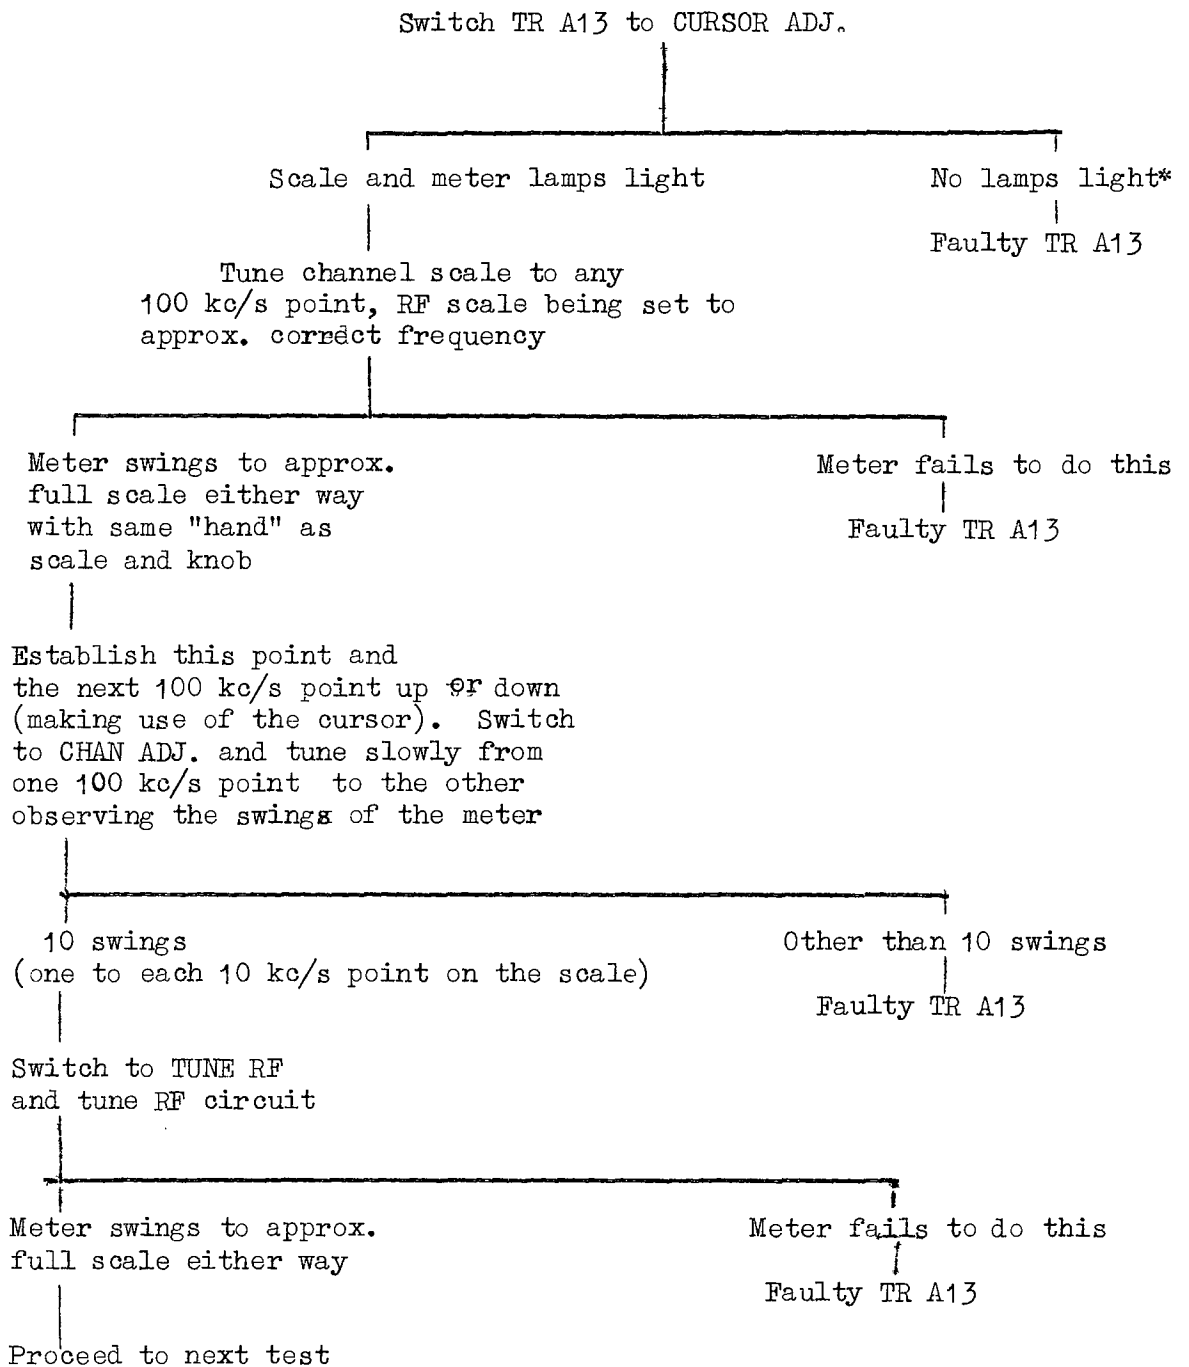 Switch TR A13 to CURSOR ADJ.
Scale and meter lamps light
No lamps light*
Faulty TR A13
Tune channel scale to any
100 kc/s point, RF scale being set to
approx. correct frequency
Meter swings to approx.
full scale either way
with same "hand" as
scale and knob
Meter fails to do this
Faulty TR A13
Establish this point and
the next 100 kc/s point up or down
(making use of the cursor). Switch
to CHAN ADJ. and tune slowly from
one 100 kc/s point to the other
observing the swings of the meter
10 swings
(one to each 10 kc/s point on the scale)
Other than 10 swings
Faulty TR A13
Switch to TUNE RF
and tune RF circuit
Meter swings to approx.
full scale either way
Meter fails to do this
Faulty TR A13
Proceed to next test